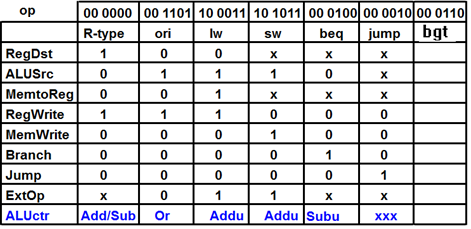 op 00 0000 00 1101 10 0011 10 1011 00 0100 00 0010 00 0110
R-type ori lw sw beq jump bgt
RegDst 1 0 0 x x x
ALUSrc 0 1 1 1 0 x
MemtoReg 0 0 1 x x x
RegWrite 1 1 1 0 0 0
MemWrite 0 0 0 1 0 0
Branch 0 0 0 0 1 0
Jump 0 0 0 0 0 1
ExtOp x 0 1 1 x x
ALUctr Add/Sub Or Addu Addu Subu xxx